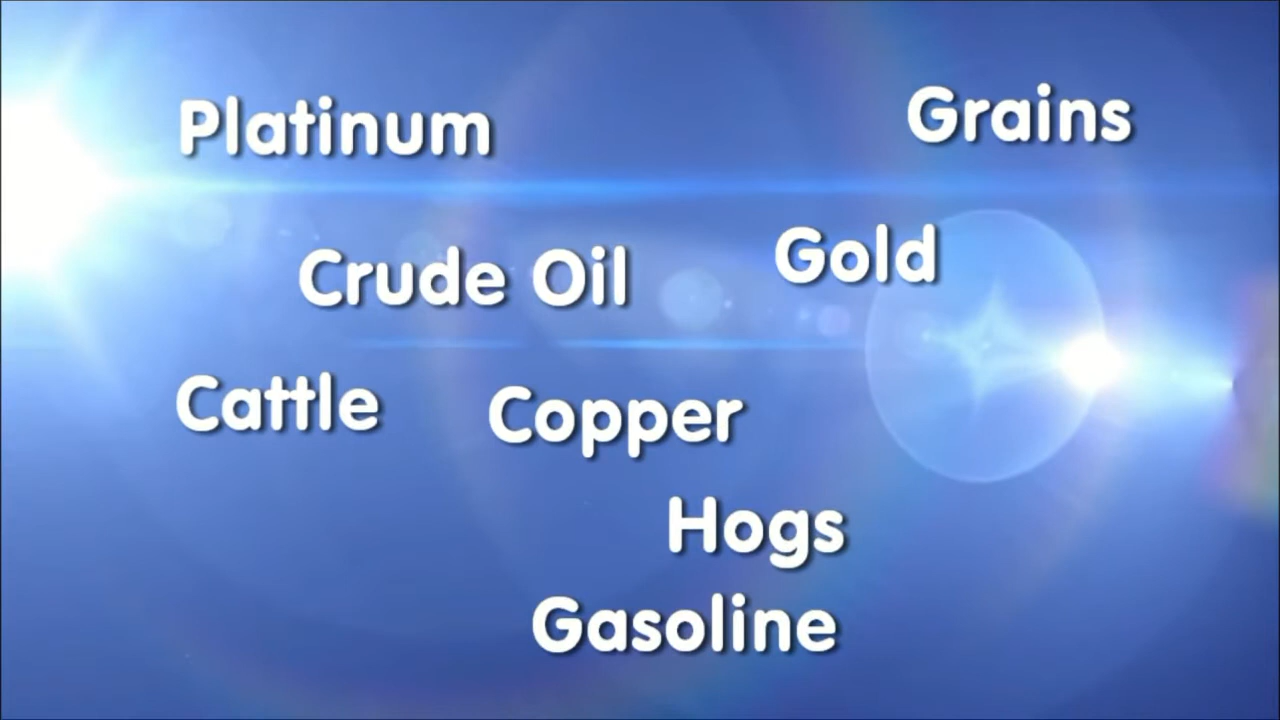 Platinum
Grains
Crude Oil
Gold
Cattle
Copper
Hogs
Gasoline